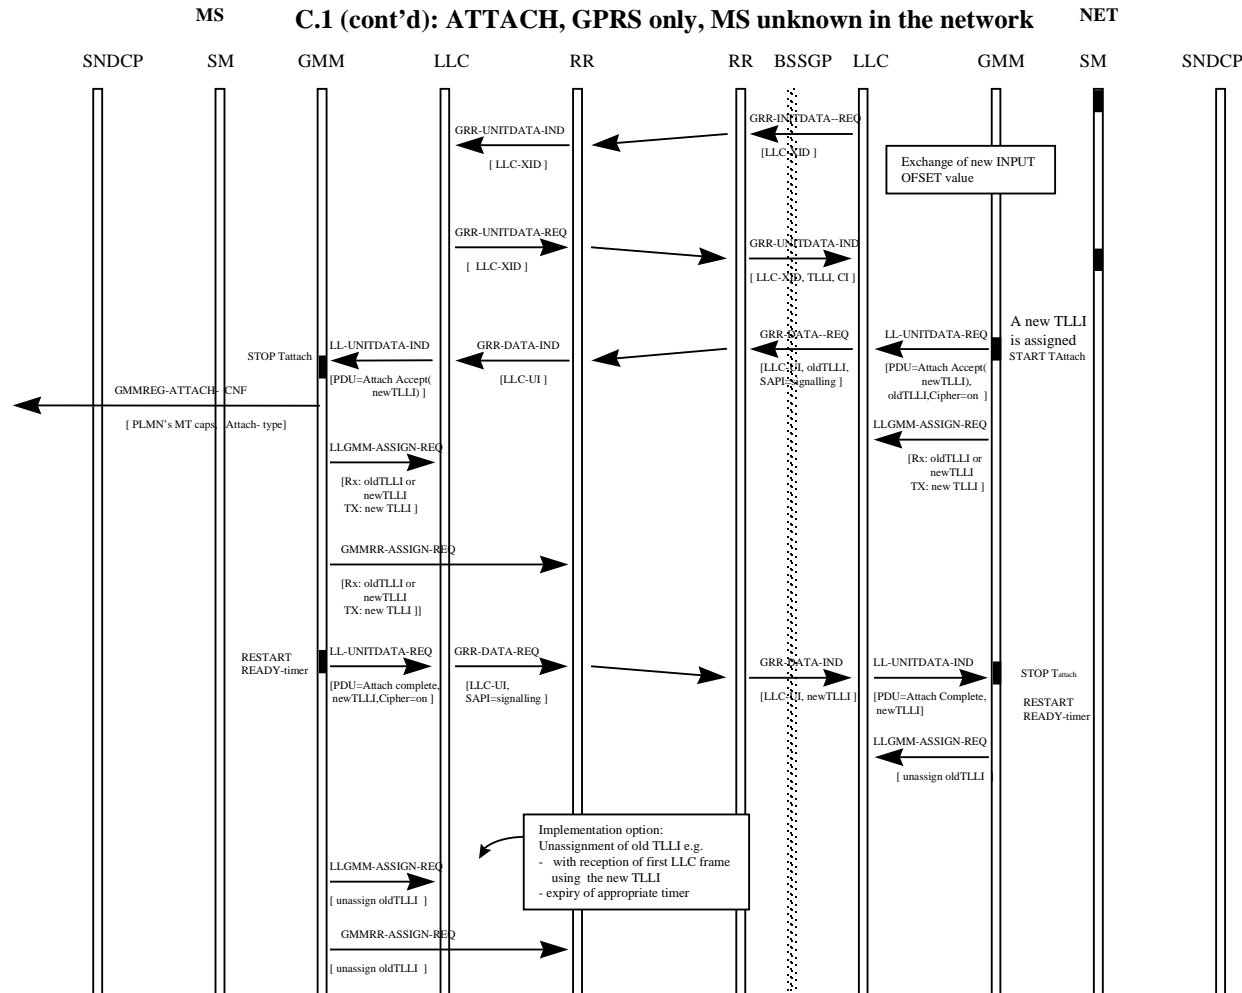 MS
C.1 (cont’d): ATTACH, GPRS only, MS unknown in the network
NET
SNDCP SM GMM LLC RR RR BSSGP LLC GMM SM SNDCP
GRR-UNITDATA-IND
[ LLC-XID ]
GRR-INITDATA--REQ
[LLC-XID ]
Exchange of new INPUT
OFSET value
GRR-UNITDATA-REQ
[ LLC-XID ]
GRR-UNITDATA-IND
[ LLC-XID, TLLI, CI ]
A new TLLI
is assigned
START TAttach
LL-UNITDATA-REQ
[PDU=Attach Accept(
newTLLI),
oldTLLI,Cipher=on ]
GRR-DATA--REQ
[LLC-UI, oldTLLI,
SAPI=signalling ]
GRR-DATA-IND
[LLC-UI ]
LL-UNITDATA-IND
[PDU=Attach Accept(
newTLLI) ]
STOP Tattach
GMMREG-ATTACH- CNF
[ PLMN's MT caps, Attach- type]
LLGMM-ASSIGN-REQ
[Rx: oldTLLI or
newTLLI
TX: new TLLI ]
LLGMM-ASSIGN-REQ
[Rx: oldTLLI or
newTLLI
TX: new TLLI ]
GMMRR-ASSIGN-REQ
[Rx: oldTLLI or
newTLLI
TX: new TLLI ]]
RESTART
READY-timer
LL-UNITDATA-REQ
[PDU=Attach complete,
newTLLI,Cipher=on ]
GRR-DATA-REQ
[LLC-UI,
SAPI=signalling ]
GRR-DATA-IND
[LLC-UI, newTLLI ]
LL-UNITDATA-IND
[PDU=Attach Complete,
newTLLI]
STOP Tattach
RESTART
READY-timer
LLGMM-ASSIGN-REQ
[ unassign oldTLLI ]
Implementation option:
Unassignment of old TLLI e.g.
- with reception of first LLC frame
using the new TLLI
- expiry of appropriate timer
LLGMM-ASSIGN-REQ
[ unassign oldTLLI ]
GMMRR-ASSIGN-REQ
[ unassign oldTLLI ]